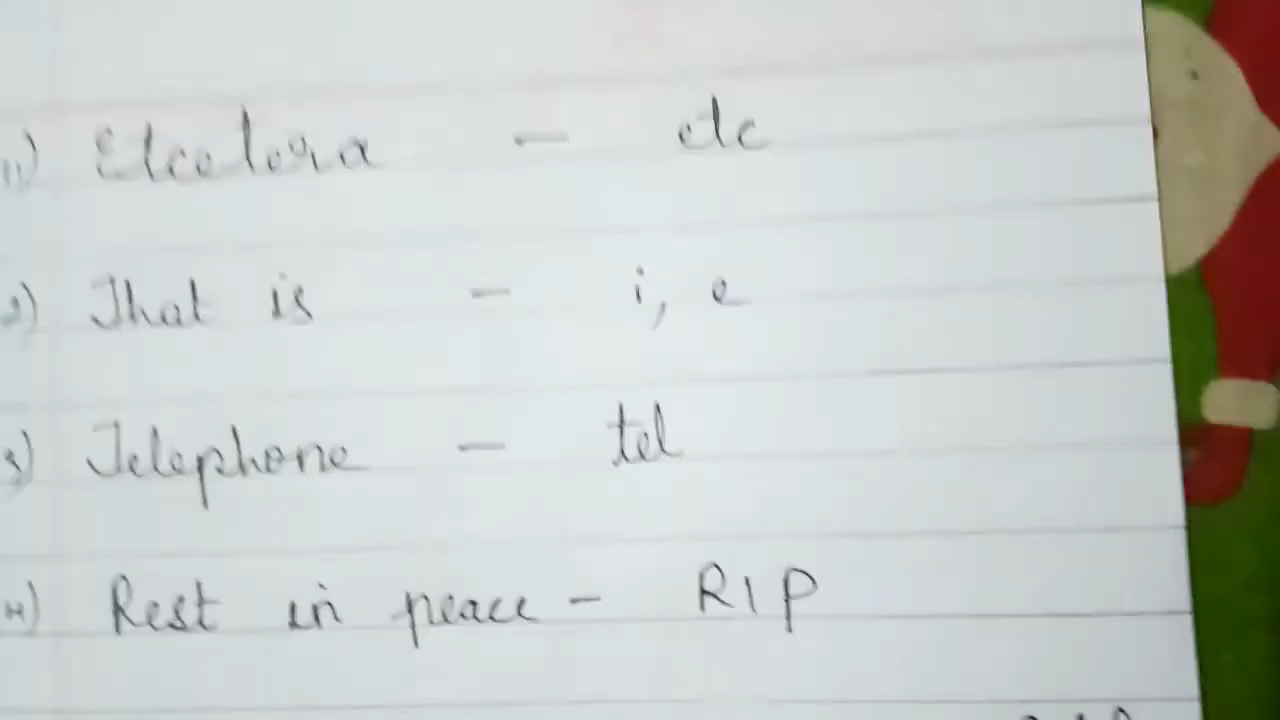 1) Etcetera - etc
2) That is - i, e
3) Telephone - tel
4) Rest in peace - RIP